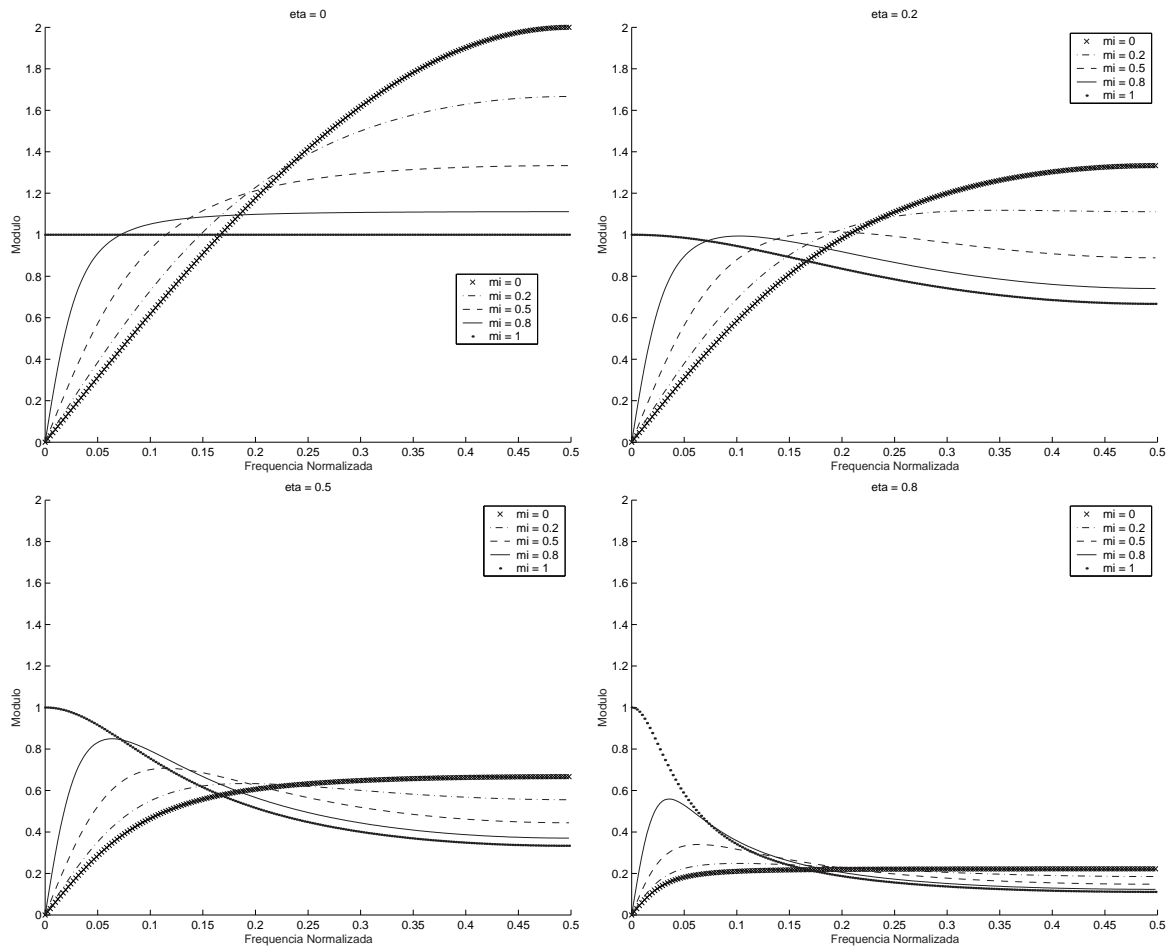 eta = 0
2
1.8
1.6
1.4
1.2
1
0.8
0.6
0.4
0.2
0
Modulo
mi = 0
mi = 0.2
mi = 0.5
mi = 0.8
mi = 1
0 0.05 0.1 0.15 0.2 0.25 0.3 0.35 0.4 0.45 0.5
Frequencia Normalizada
eta = 0.2
2
1.8
1.6
1.4
1.2
1
0.8
0.6
0.4
0.2
0
Modulo
mi = 0
mi = 0.2
mi = 0.5
mi = 0.8
mi = 1
0 0.05 0.1 0.15 0.2 0.25 0.3 0.35 0.4 0.45 0.5
Frequencia Normalizada
eta = 0.5
2
1.8
1.6
1.4
1.2
1
0.8
0.6
0.4
0.2
0
Modulo
mi = 0
mi = 0.2
mi = 0.5
mi = 0.8
mi = 1
0 0.05 0.1 0.15 0.2 0.25 0.3 0.35 0.4 0.45 0.5
Frequencia Normalizada
eta = 0.8
2
1.8
1.6
1.4
1.2
1
0.8
0.6
0.4
0.2
0
Modulo
mi = 0
mi = 0.2
mi = 0.5
mi = 0.8
mi = 1
0 0.05 0.1 0.15 0.2 0.25 0.3 0.35 0.4 0.45 0.5
Frequencia Normalizada